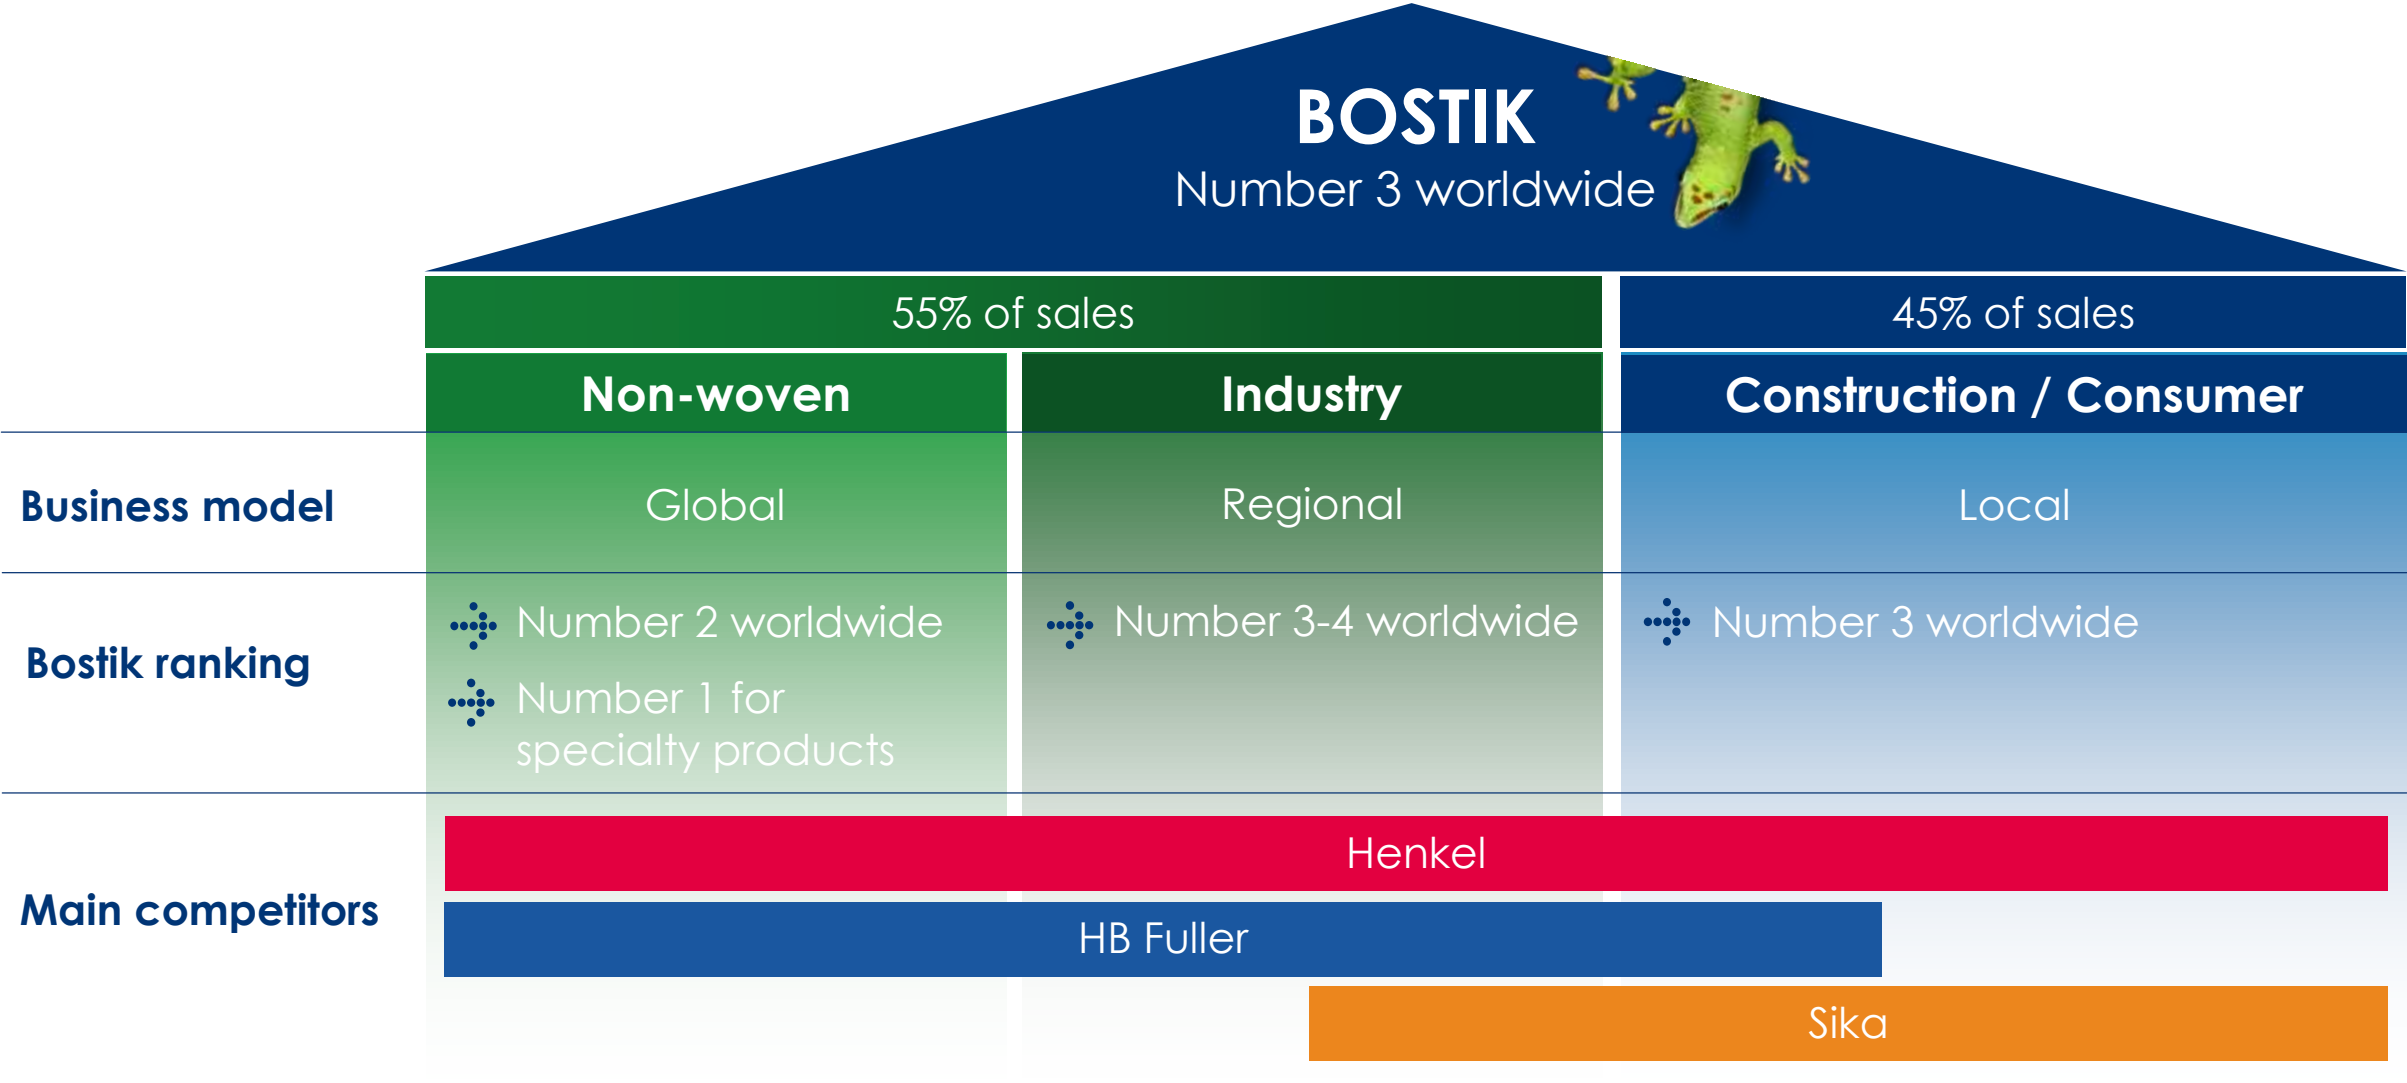 BOSTIK
Number 3 worldwide
55% of sales
45% of sales
Non-woven
Industry
Construction / Consumer
Business model
Global
Regional
Local
Bostik ranking
Number 2 worldwide
Number 1 for
specialty products
Number 3-4 worldwide
Number 3 worldwide
Main competitors
Henkel
HB Fuller
Sika